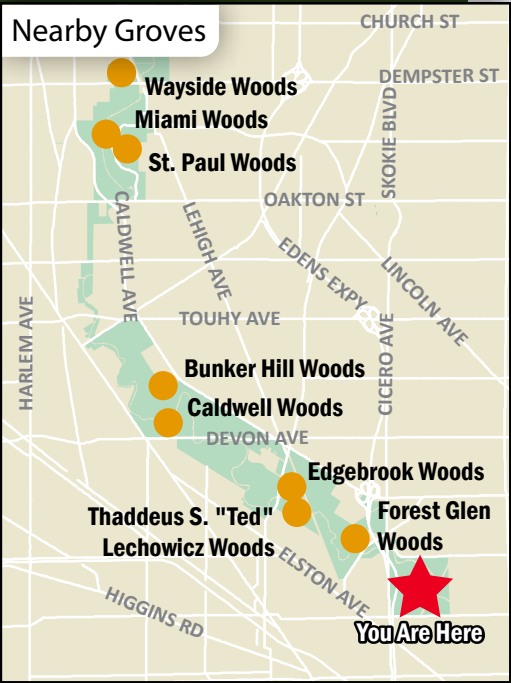 Nearby Groves
CHURCH ST
DEMPSTER ST
Wayside Woods
SKOKIE BLVD
Miami Woods
St. Paul Woods
OAKTON ST
CALDWELL AVE
LEHIGH AVE
EDENS EXPY
LINCOLN AVE
HARLEM AVE
TOUHY AVE
CICERO AVE
Bunker Hill Woods
Caldwell Woods
DEVON AVE
Edgebrook Woods
Thaddeus S. "Ted"
Lechowicz Woods
Forest Glen
Woods
ELSTON AVE
HIGGINS RD
You Are Here